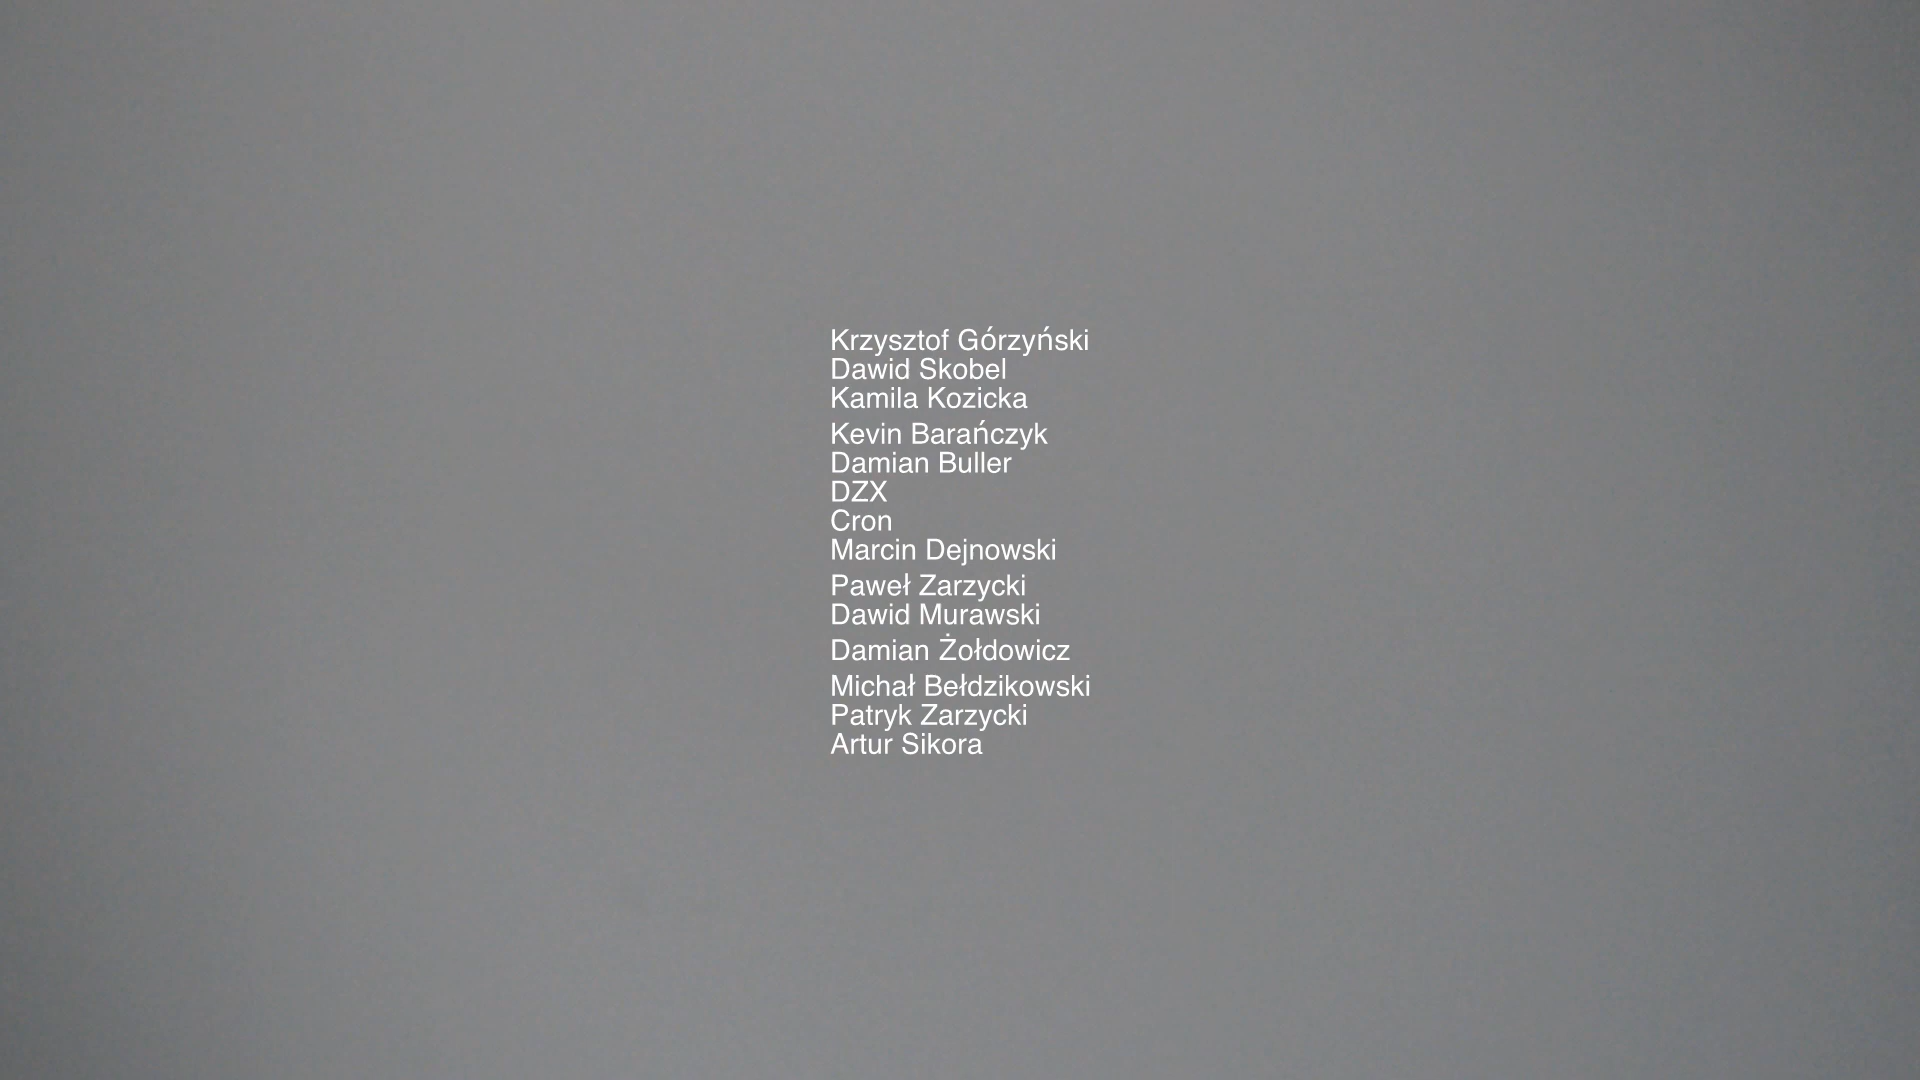 Krzysztof Górzyński
Dawid Skobel
Kamila Kozicka
Kevin Barańczyk
Damian Buller
DZX
Cron
Marcin Dejnowski
Paweł Zarzycki
Dawid Murawski
Damian Żołdowicz
Michał Bełdzikowski
Patryk Zarzycki
Artur Sikora